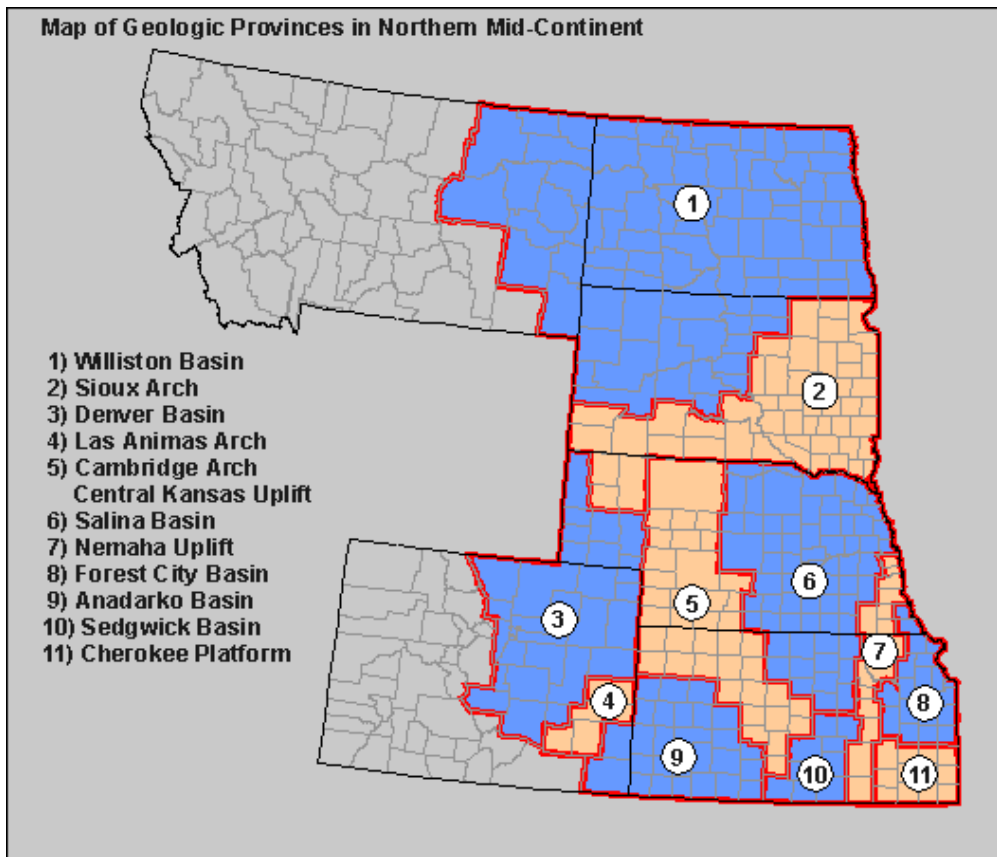 Map of Geologic Provinces in Northern Mid-Continent
1
2
1) Williston Basin
2) Sioux Arch
3) Denver Basin
4) Las Animas Arch
5) Cambridge Arch
Central Kansas Uplift
6) Salina Basin
7) Nemaha Uplift
8) Forest City Basin
9) Anadarko Basin
10) Sedgwick Basin
11) Cherokee Platform
6
5
3
7
4
8
9
10
11